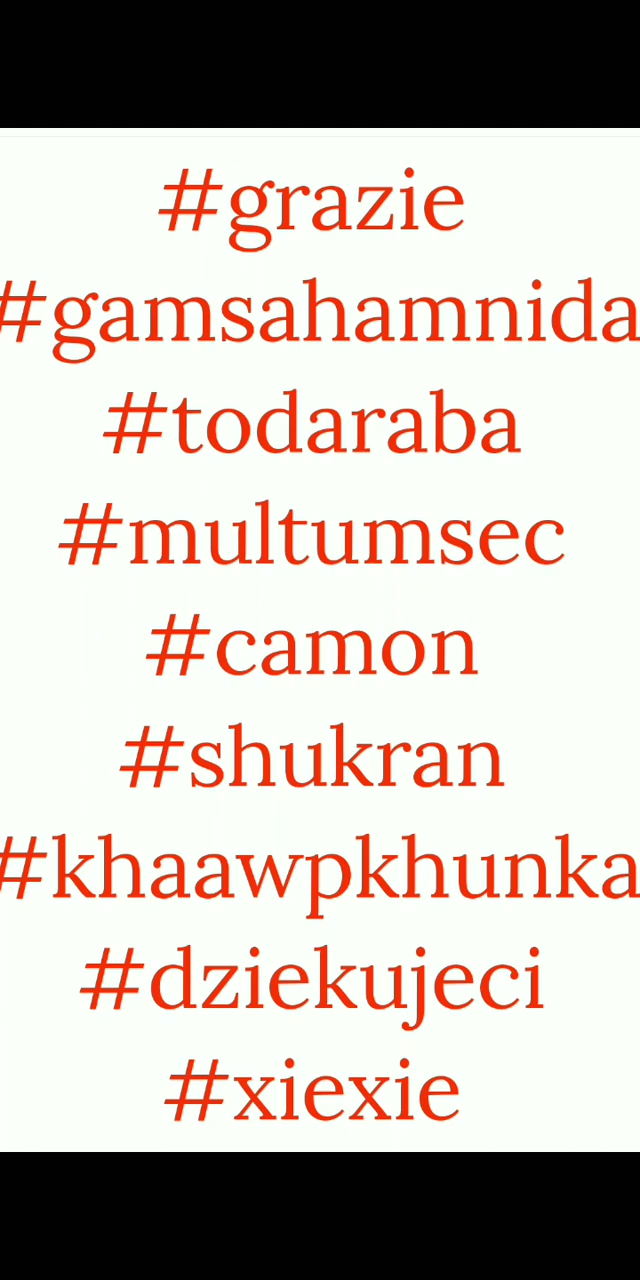 #grazie
#gamsahamnida
#todaraba
#multumsec
#camon
#shukran
#khaawpkhunka
#dziekujeci
#xiexie